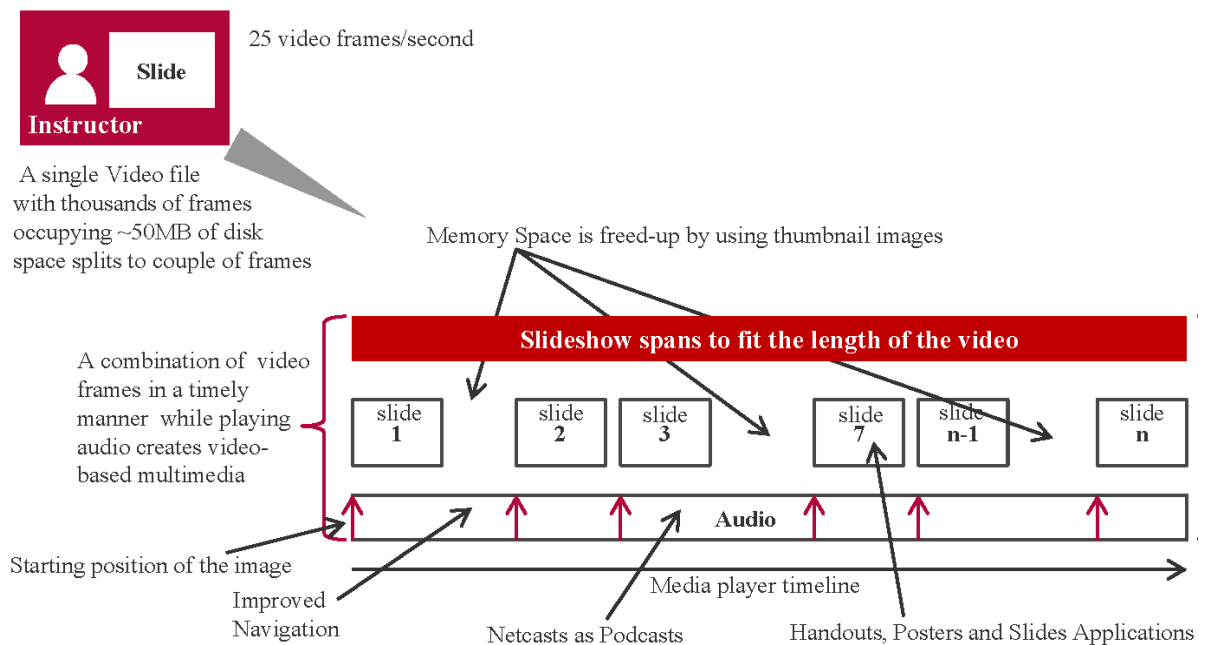 25 video frames/second
Slide
Instructor
A single Video file
with thousands of frames
occupying ~50MB of disk
space splits to couple of frames
Memory Space is freed-up by using thumbnail images
Slideshow spans to fit the length of the video
A combination of video
frames in a timely
manner while playing
audio creates video-
based multimedia
slide
1
slide
2
slide
3
slide
7
slide
n-1
slide
n
Audio
Starting position of the image
Media player timeline
Improved
Navigation
Netcasts as Podcasts
Handouts, Posters and Slides Applications